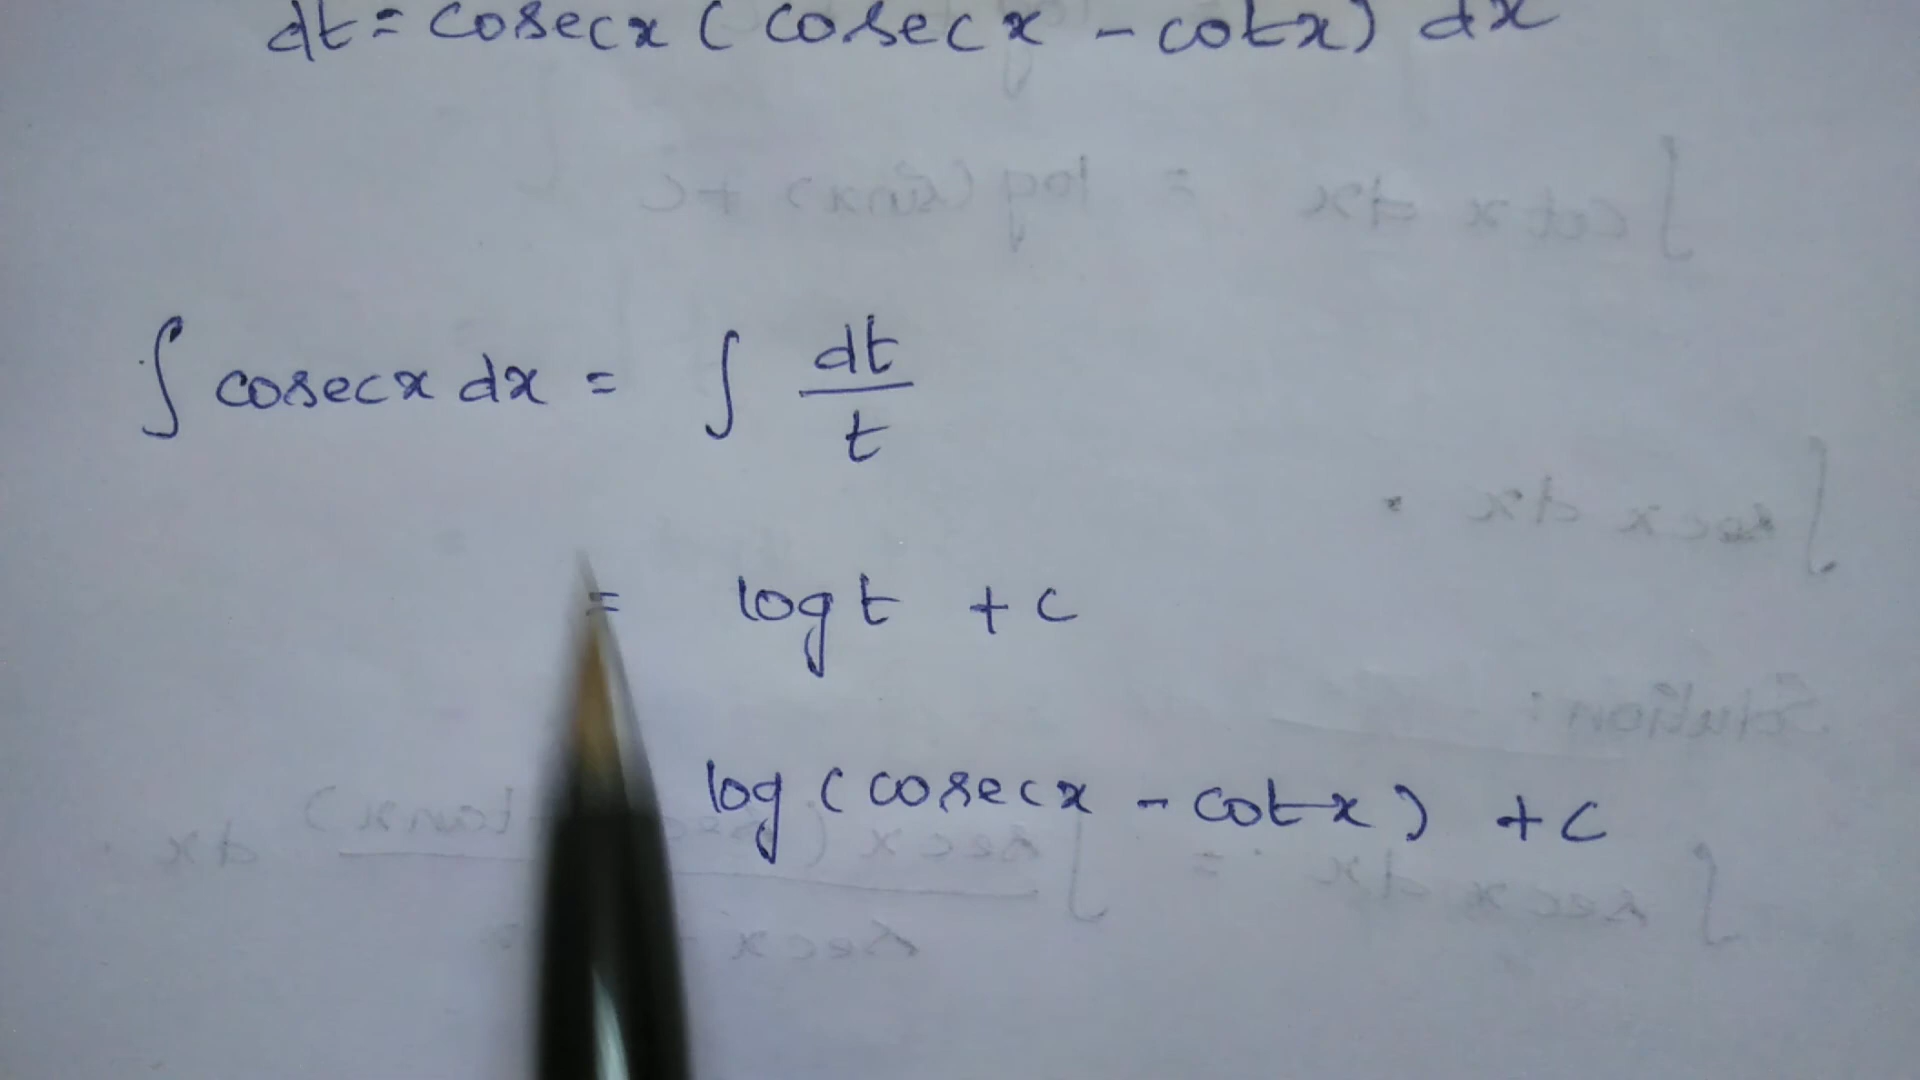 dt = cosecx (cosecx - cotx) dx
∫ cosecx dx = ∫ dt/t
= log t + c
log (cosecx - cotx) + c